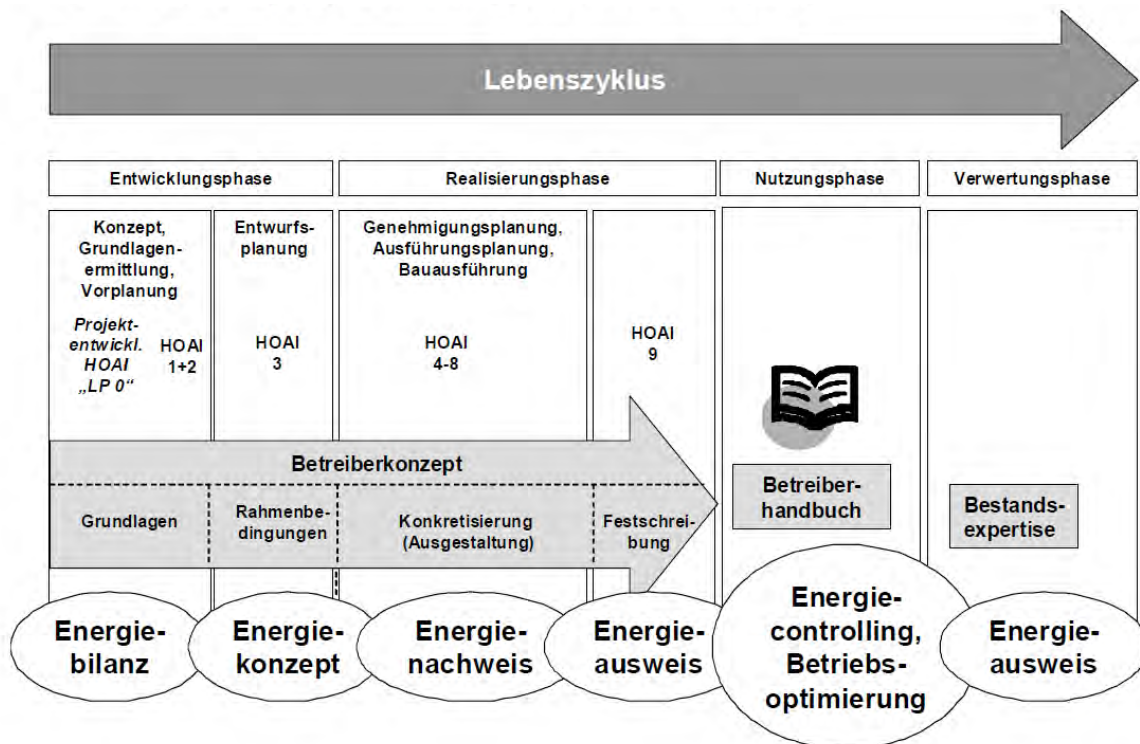 Lebenszyklus
Entwicklungsphase
Realisierungsphase
Nutzungsphase
Verwertungsphase
Konzept,
Grundlagen-
ermittlung,
Vorplanung
Projekt-
entwickl.
HOAI
„LP 0“
HOAI
1+2
Entwurfs-
planung
HOAI
3
Genehmigungsplanung,
Ausführungsplanung,
Bauausführung
HOAI
4-8
HOAI
9
Betreiberkonzept
Grundlagen
Rahmenbe-
dingungen
Konkretisierung
(Ausgestaltung)
Festschrei-
bung
Betreiber-
handbuch
Bestands-
expertise
Energie-
bilanz
Energie-
konzept
Energie-
nachweis
Energie-
ausweis
Energie-
controlling,
Betriebs-
optimierung
Energie-
ausweis